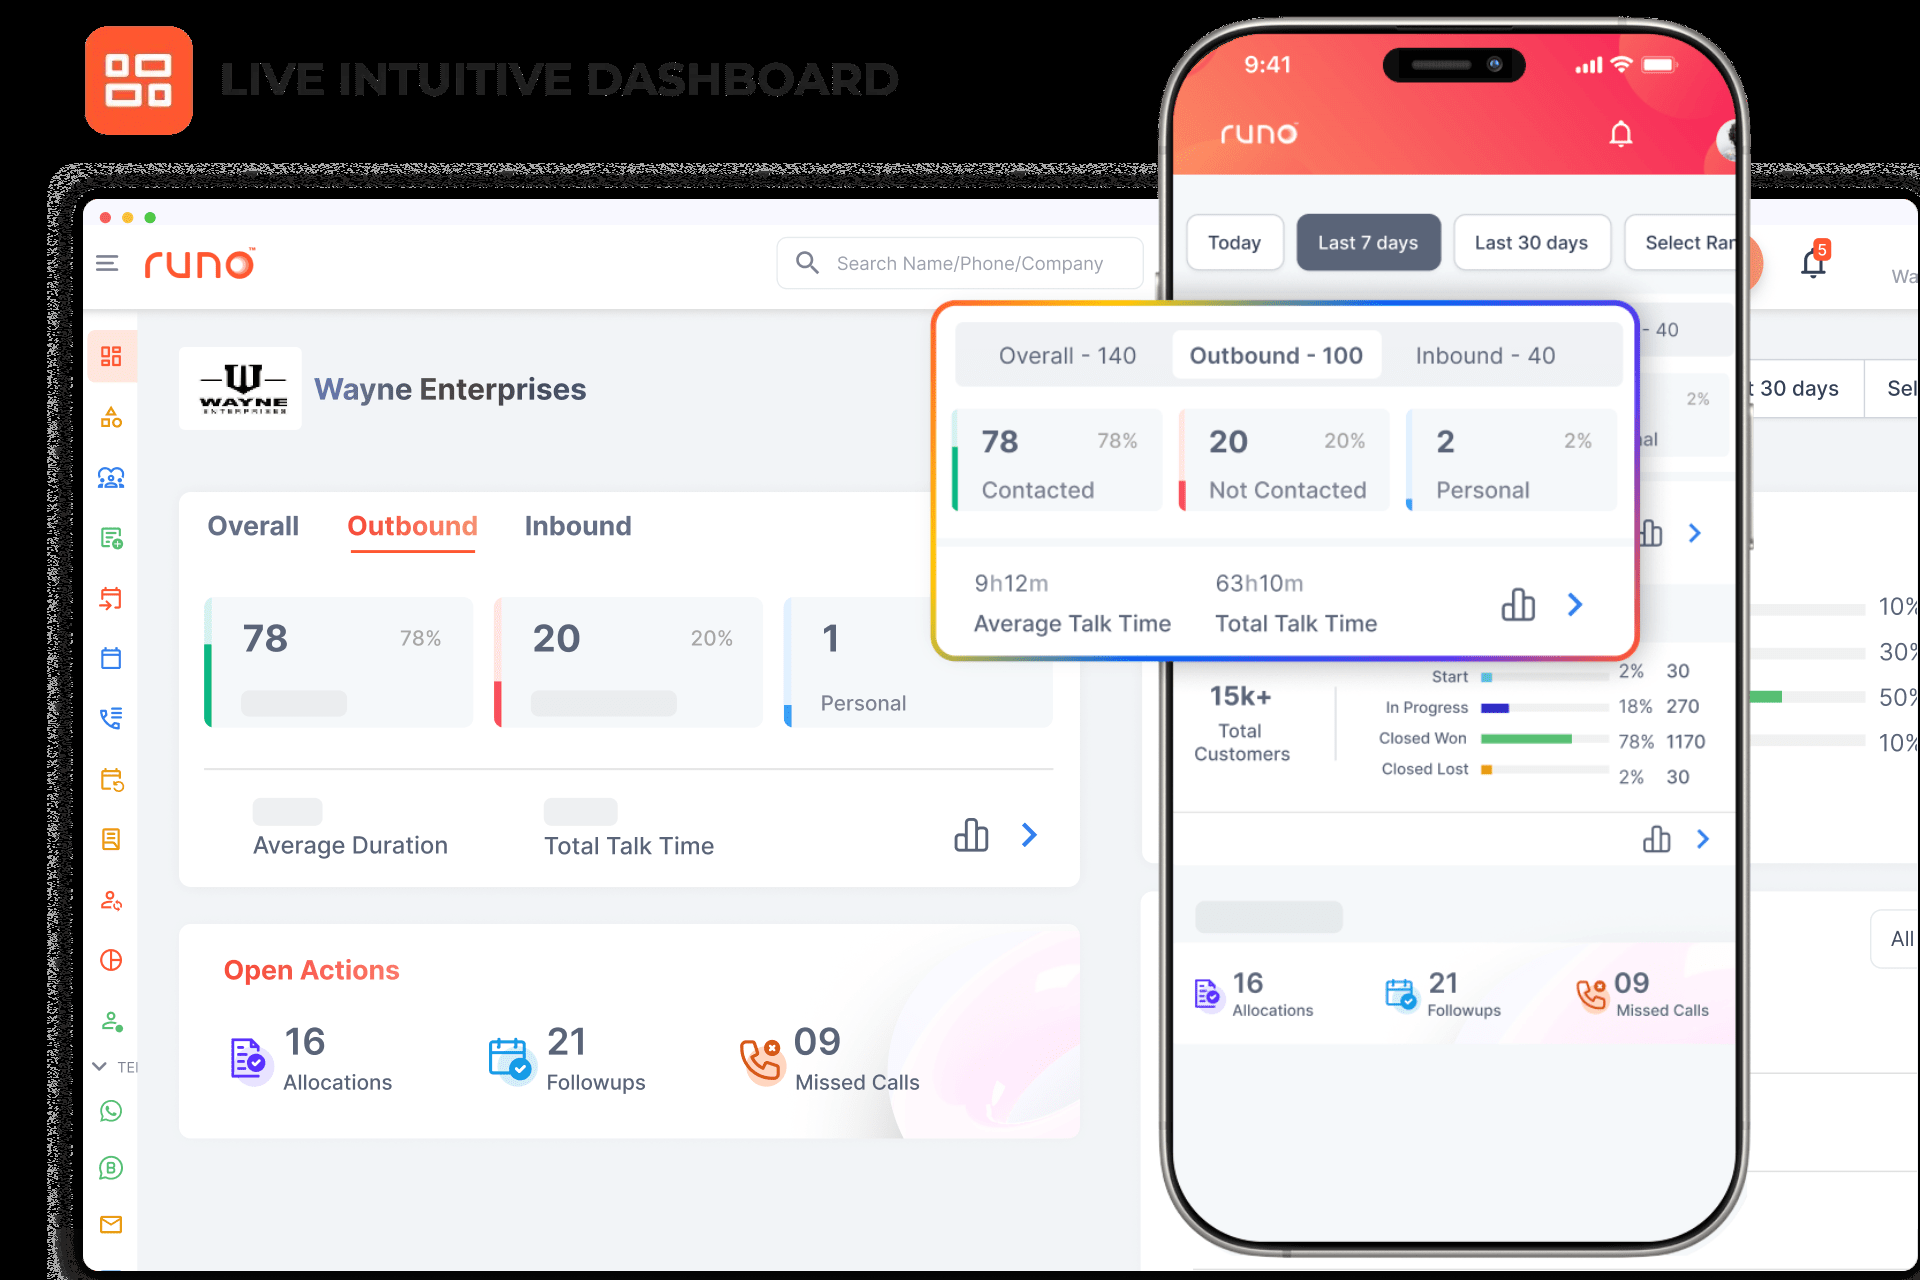 LIVE INTUITIVE DASHBOARD
runo™
Search Name/Phone/Company
5
Wa
WAYNE
ENTERPRISES
Wayne Enterprises
Overall Outbound Inbound
78 78%
20 20%
1
Personal
Average Duration
Total Talk Time
Open Actions
16
Allocations
21
Followups
09
Missed Calls
TEI
9:41
runo
Today Last 7 days Last 30 days Select Ran
- 40
2%
nal
Overall - 140 Outbound - 100 Inbound - 40
78 78%
Contacted
20 20%
Not Contacted
2 2%
Personal
9h12m
Average Talk Time
63h10m
Total Talk Time
15k+
Total
Customers
Start 2% 30
In Progress 18% 270
Closed Won 78% 1170
Closed Lost 2% 30
16
Allocations
21
Followups
09
Missed Calls
t 30 days Sel
10%
30%
50%
10%
All